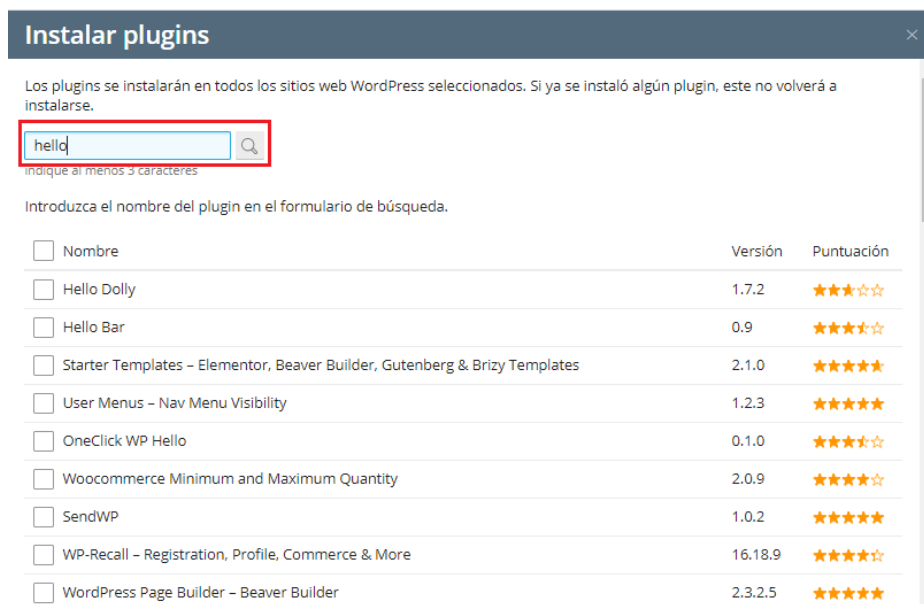 Instalar plugins
Los plugins se instalarán en todos los sitios web WordPress seleccionados. Si ya se instaló algún plugin, este no volverá a
instalarse.
hello
Indique al menos 3 caracteres
Introduzca el nombre del plugin en el formulario de búsqueda.
Nombre Versión Puntuación
Hello Dolly 1.7.2
Hello Bar 0.9
Starter Templates – Elementor, Beaver Builder, Gutenberg & Brizy Templates 2.1.0
User Menus – Nav Menu Visibility 1.2.3
OneClick WP Hello 0.1.0
Woocommerce Minimum and Maximum Quantity 2.0.9
SendWP 1.0.2
WP-Recall – Registration, Profile, Commerce & More 16.18.9
WordPress Page Builder – Beaver Builder 2.3.2.5